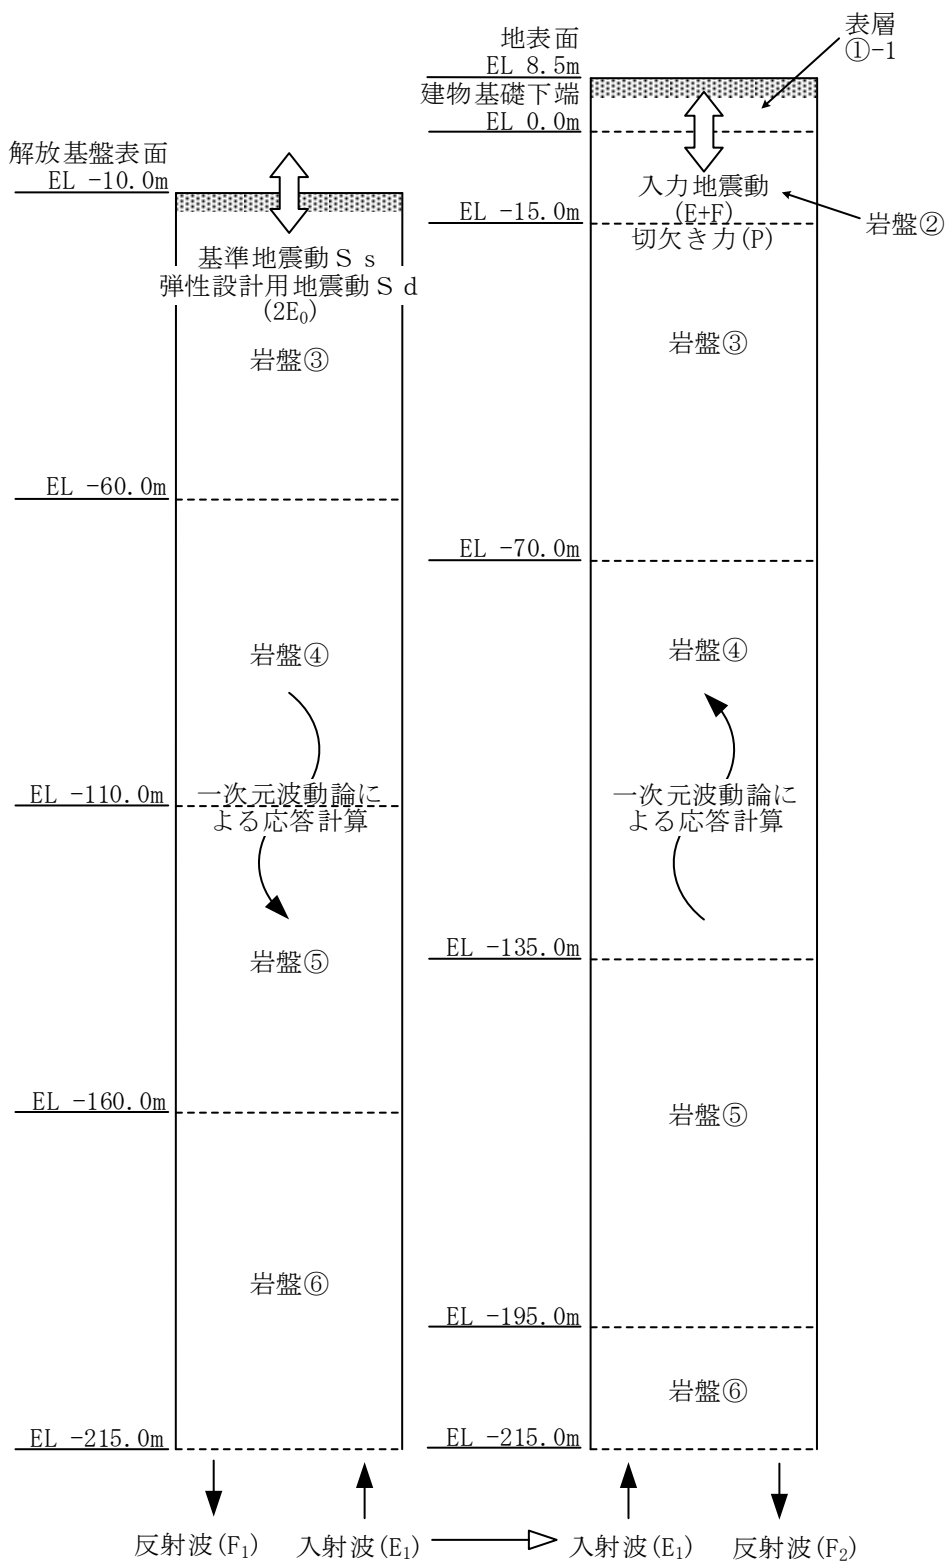 解放基盤表面
EL -10.0m
基準地震動Ｓｓ
弾性設計用地震動Ｓｄ
(2E₀)
岩盤③
EL -60.0m
岩盤④
EL -110.0m
一次元波動論に
よる応答計算
岩盤⑤
EL -160.0m
岩盤⑥
EL -215.0m
反射波(F₁)
入射波(E₁)
表層
①-1
地表面
EL 8.5m
建物基礎下端
EL 0.0m
入力地震動
(E+F)
切欠き力(P)
岩盤②
EL -15.0m
岩盤③
EL -70.0m
岩盤④
一次元波動論に
よる応答計算
EL -135.0m
岩盤⑤
EL -195.0m
岩盤⑥
EL -215.0m
入射波(E₁)
反射波(F₂)